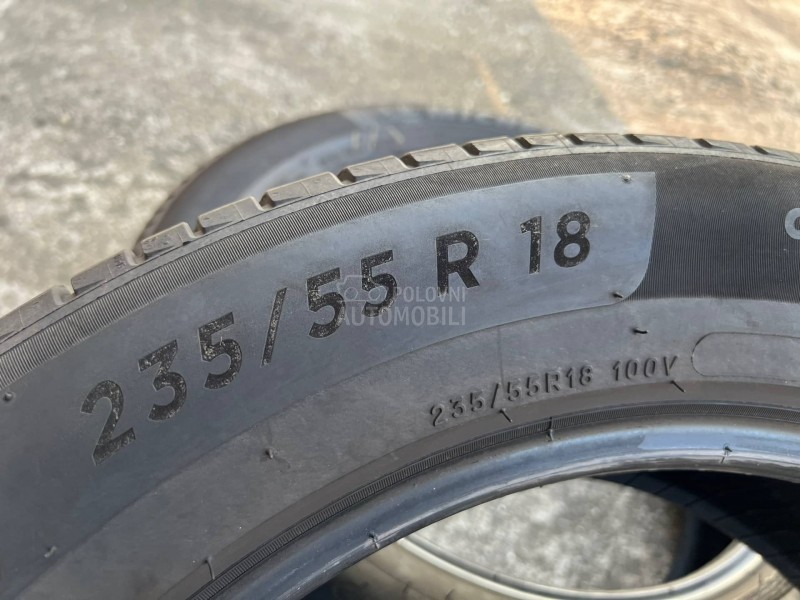 235/55 R 18
POLOVNI
AUTOMOBILI
235/55R18 100V